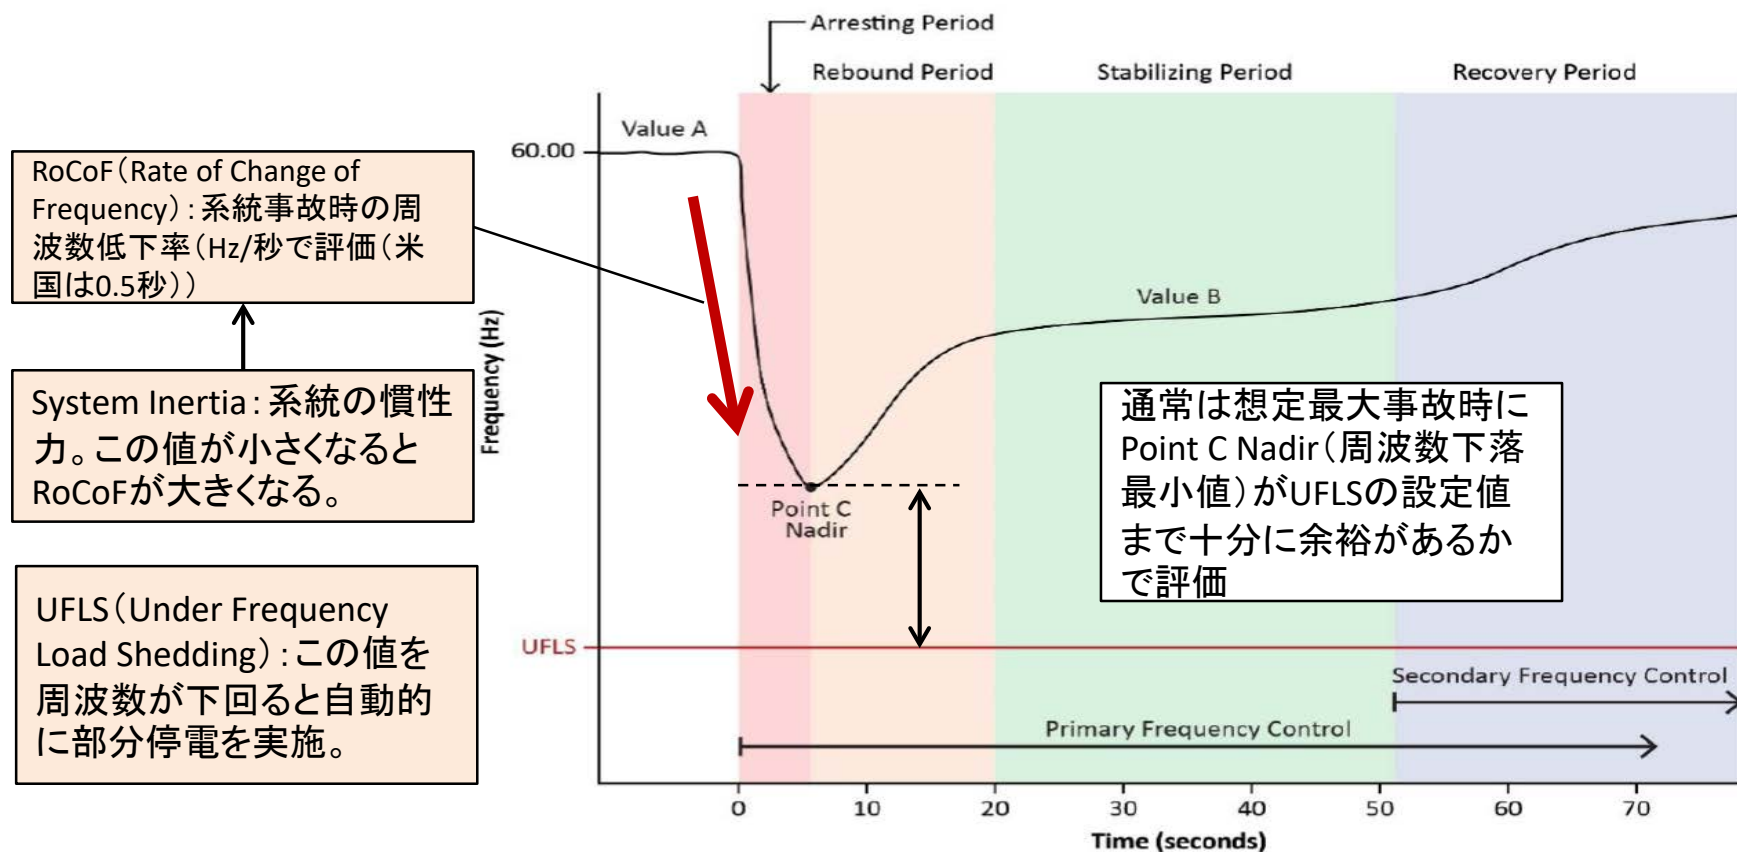 Arresting Period
Rebound Period
Stabilizing Period
Recovery Period
Value A
60.00
RoCoF(Rate of Change of
Frequency):系統事故時の周
波数低下率(Hz/秒で評価(米
国は0.5秒))
System Inertia:系統の慣性
力。この値が小さくなると
RoCoFが大きくなる。
UFLS(Under Frequency
Load Shedding):この値を
周波数が下回ると自動的
に部分停電を実施。
Frequency (Hz)
Value B
Point C
Nadir
通常は想定最大事故時に
Point C Nadir(周波数下落
最小値)がUFLSの設定値
まで十分に余裕があるか
で評価
UFLS
Secondary Frequency Control
Primary Frequency Control
0
10
20
30
40
50
60
70
Time (seconds)